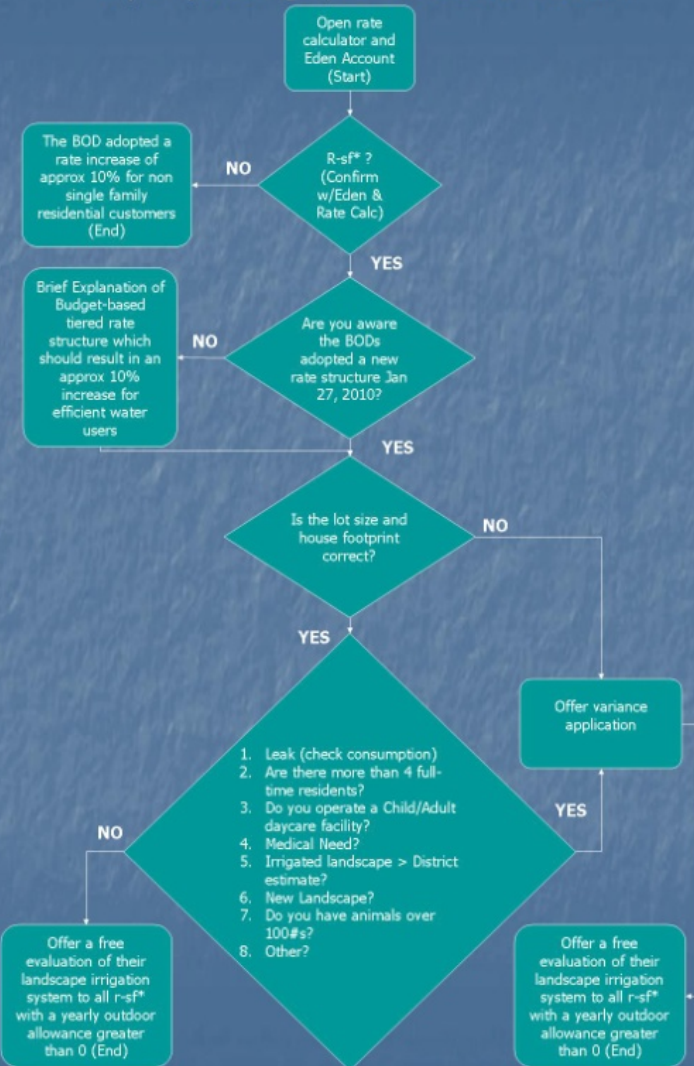 Open rate
calculator and
Eden Account
(Start)
The BOD adopted a
rate increase of
approx 10% for non
single family
residential customers
(End)
NO
R-sf* ?
(Confirm
w/Eden &
Rate Calc)
YES
Brief Explanation of
Budget-based
tiered rate
structure which
should result in an
approx 10%
increase for
efficient water
users
NO
Are you aware
the BODs
adopted a new
rate structure Jan
27, 2010?
YES
Is the lot size and
house footprint
correct?
NO
YES
Offer variance
application
1. Leak (check consumption)
2. Are there more than 4 full-
time residents?
3. Do you operate a Child/Adult
daycare facility?
4. Medical Need?
5. Irrigated landscape > District
estimate?
6. New Landscape?
7. Do you have animals over
100#s?
8. Other?
NO
YES
Offer a free
evaluation of their
landscape irrigation
system to all r-sf*
with a yearly outdoor
allowance greater
than 0 (End)
Offer a free
evaluation of their
landscape irrigation
system to all r-sf*
with a yearly outdoor
allowance greater
than 0 (End)